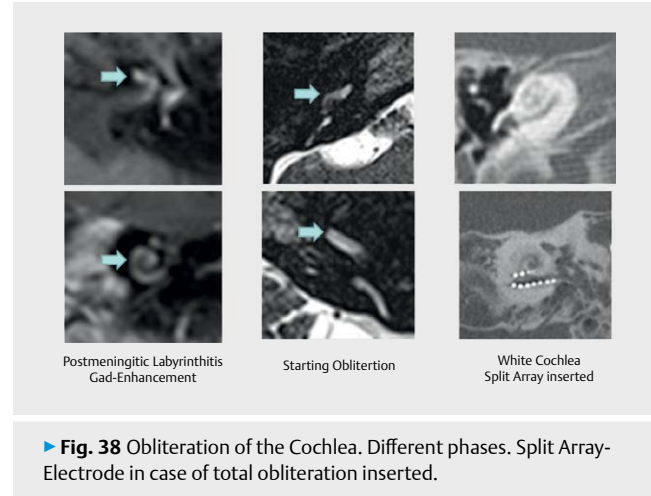 Postmeningitic Labyrinthitis
Gad-Enhancement
Starting Oblitertion
White Cochlea
Split Array inserted
▶ Fig. 38 Obliteration of the Cochlea. Different phases. Split Array-
Electrode in case of total obliteration inserted.